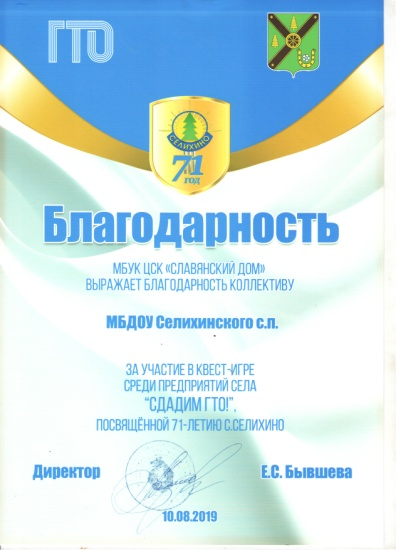 ГТО
СЕЛИХИНО
71
ГОД
Благодарность
МБУК ЦСК «СЛАВЯНСКИЙ ДОМ»
ВЫРАЖАЕТ БЛАГОДАРНОСТЬ КОЛЛЕКТИВУ
МБДОУ Селихинского с.п.
ЗА УЧАСТИЕ В КВЕСТ-ИГРЕ
СРЕДИ ПРЕДПРИЯТИЙ СЕЛА
“СДАДИМ ГТО!”,
ПОСВЯЩЁННОЙ 71-ЛЕТИЮ С.СЕЛИХИНО
Директор Е.С. Бывшева
10.08.2019